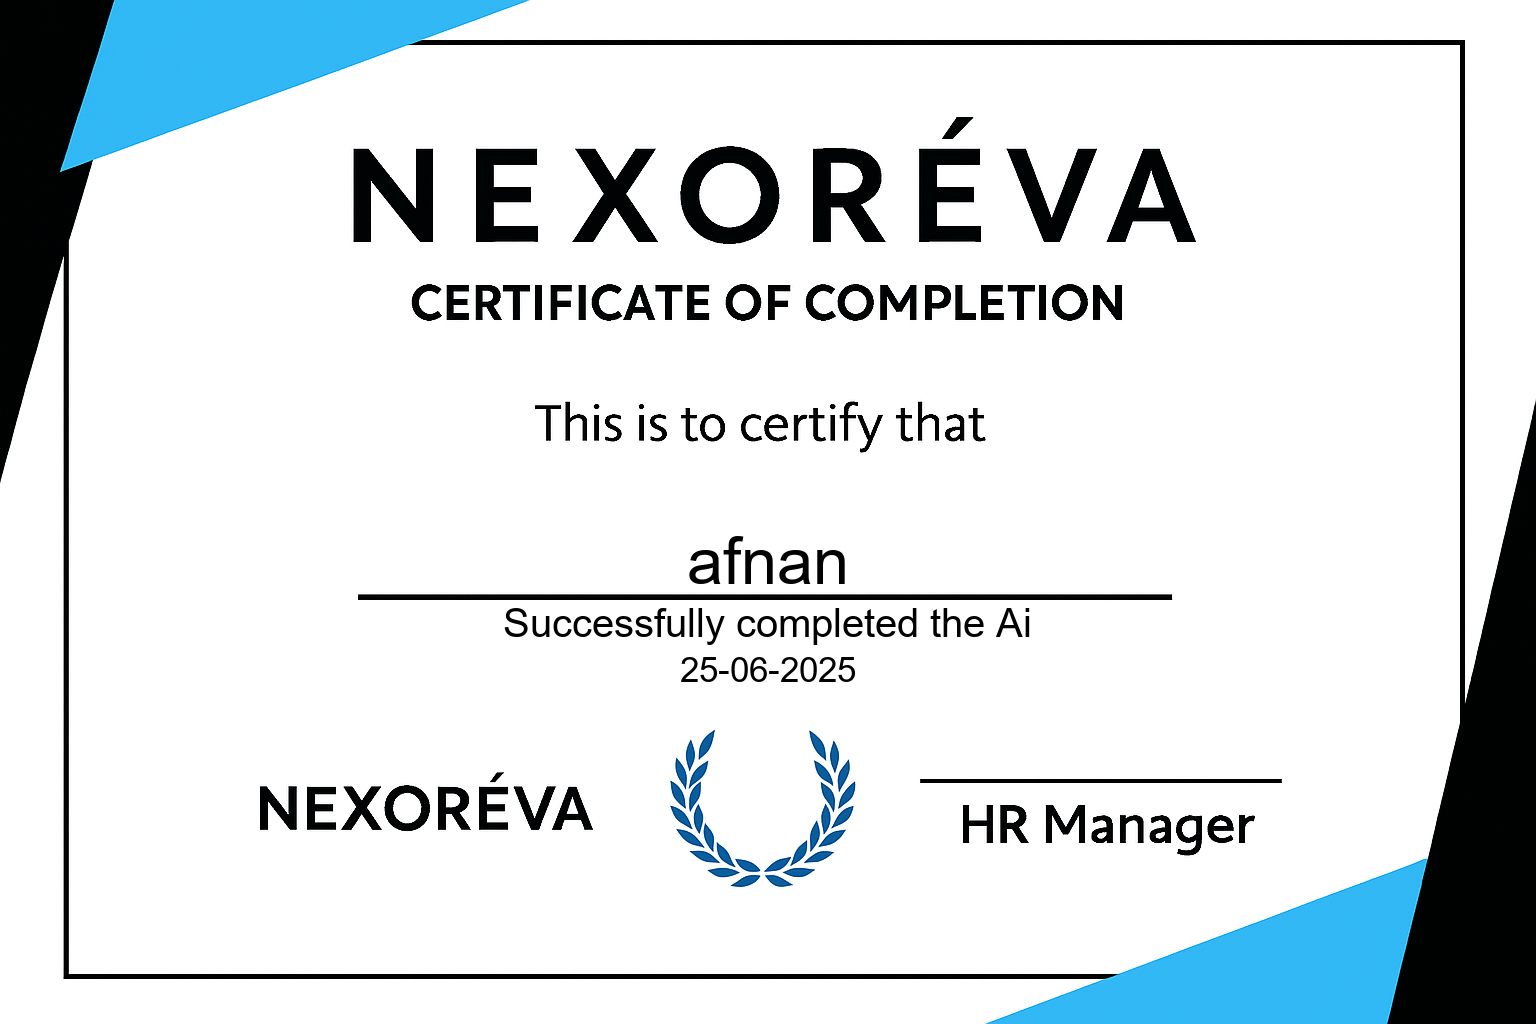 NEXORÉVA
CERTIFICATE OF COMPLETION
This is to certify that
afnan
Successfully completed the Ai
25-06-2025
NEXORÉVA
HR Manager